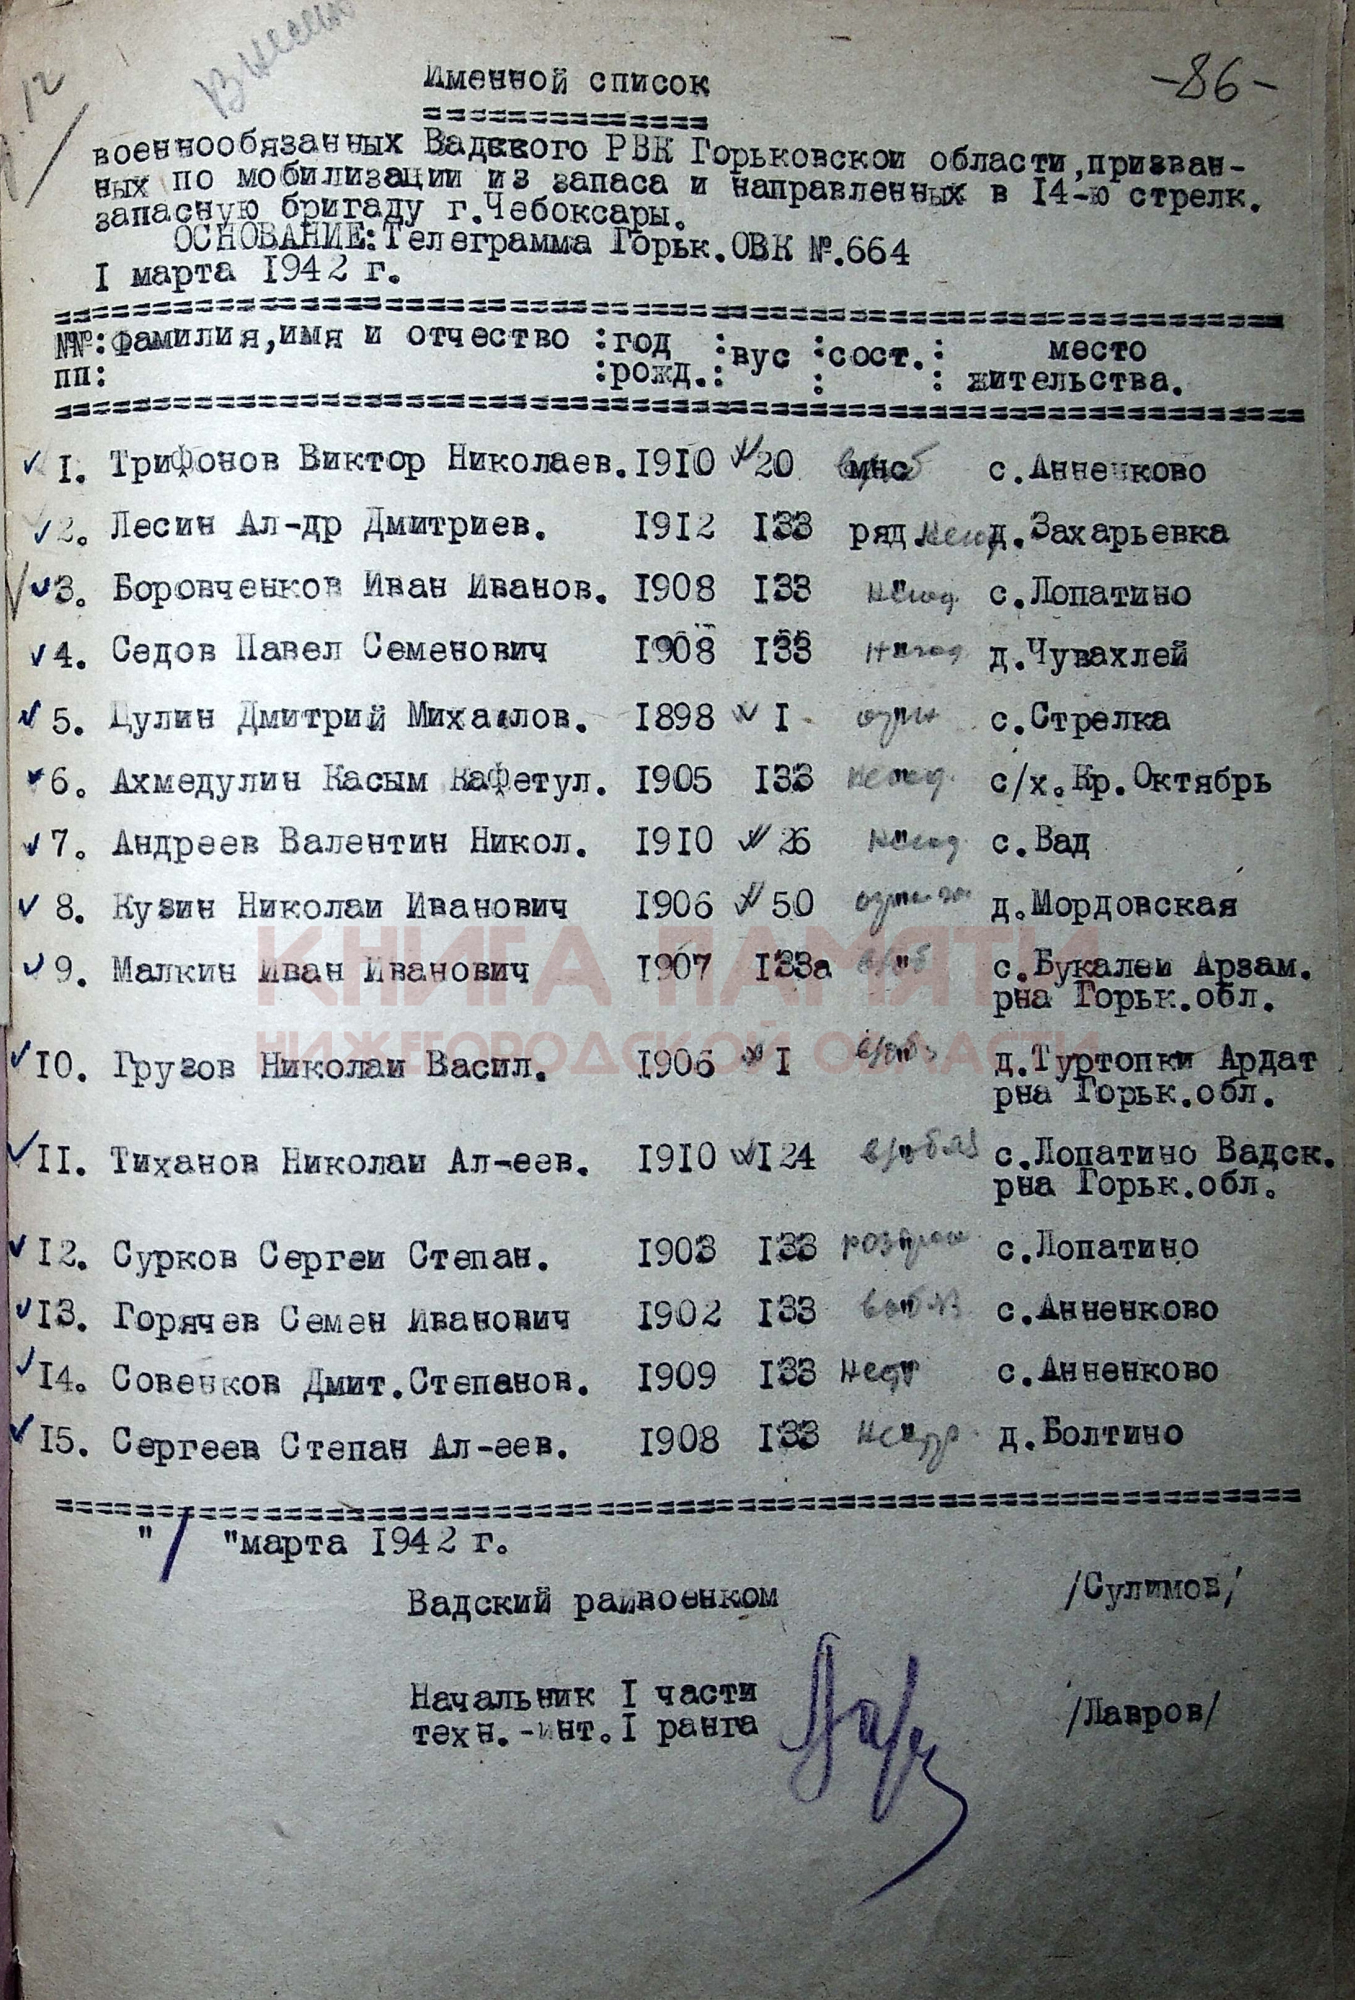 -86-
Именной список
==============
военнообязанных Вадского РВК Горьковской области,призван-
ных по мобилизации из запаса и направленных в 14-ю стрелк.
запасную бригаду г.Чебоксары.
ОСНОВАНИЕ:Телеграмма Горьк.ОВК №.664
I марта 1942 г.
№№:Фамилия,имя и отчество :год :вус :сост.: место
пп: :рожд.: : : жительства.
1. Трифонов Виктор Николаев. 1910 20 мнс с.Анненково
2. Лесин Ал-др Дмитриев. 1912 133 ряд. д.Захарьевка
3. Боровченков Иван Иванов. 1908 133 " с.Лопатино
4. Седов Павел Семенович 1908 133 " д.Чувахлей
5. Цулин Дмитрий Михайлов. 1898 I " с.Стрелка
6. Ахмедулин Касым Кафетул. 1905 133 с/х.Кр.Октябрь
7. Андреев Валентин Никол. 1910 26 " с.Вад
8. Кузин Николай Иванович 1906 50 " д.Мордовская
9. Малкин Иван Иванович 1907 133а " с.Букалей Арзам.
рна Горьк.обл.
10. Грузов Николай Васил. 1906 I " д.Туртопки Ардат
рна Горьк.обл.
11. Тиханов Николай Ал-еев. 1910 124 " с.Лопатино Вадск.
рна Горьк.обл.
12. Сурков Сергей Степан. 1903 133 " с.Лопатино
13. Горячев Семен Иванович 1902 133 " с.Анненково
14. Совенков Дмит.Степанов. 1909 133 " с.Анненково
15. Сергеев Степан Ал-еев. 1908 133 " д.Болтино
"1 "марта 1942 г.
Вадский райвоенком /Сулимов/
Начальник I части
техн.-инт.I ранга /Лавров/
КНИГА ПАМЯТИ
НИЖЕГОРОДСКОЙ ОБЛАСТИ